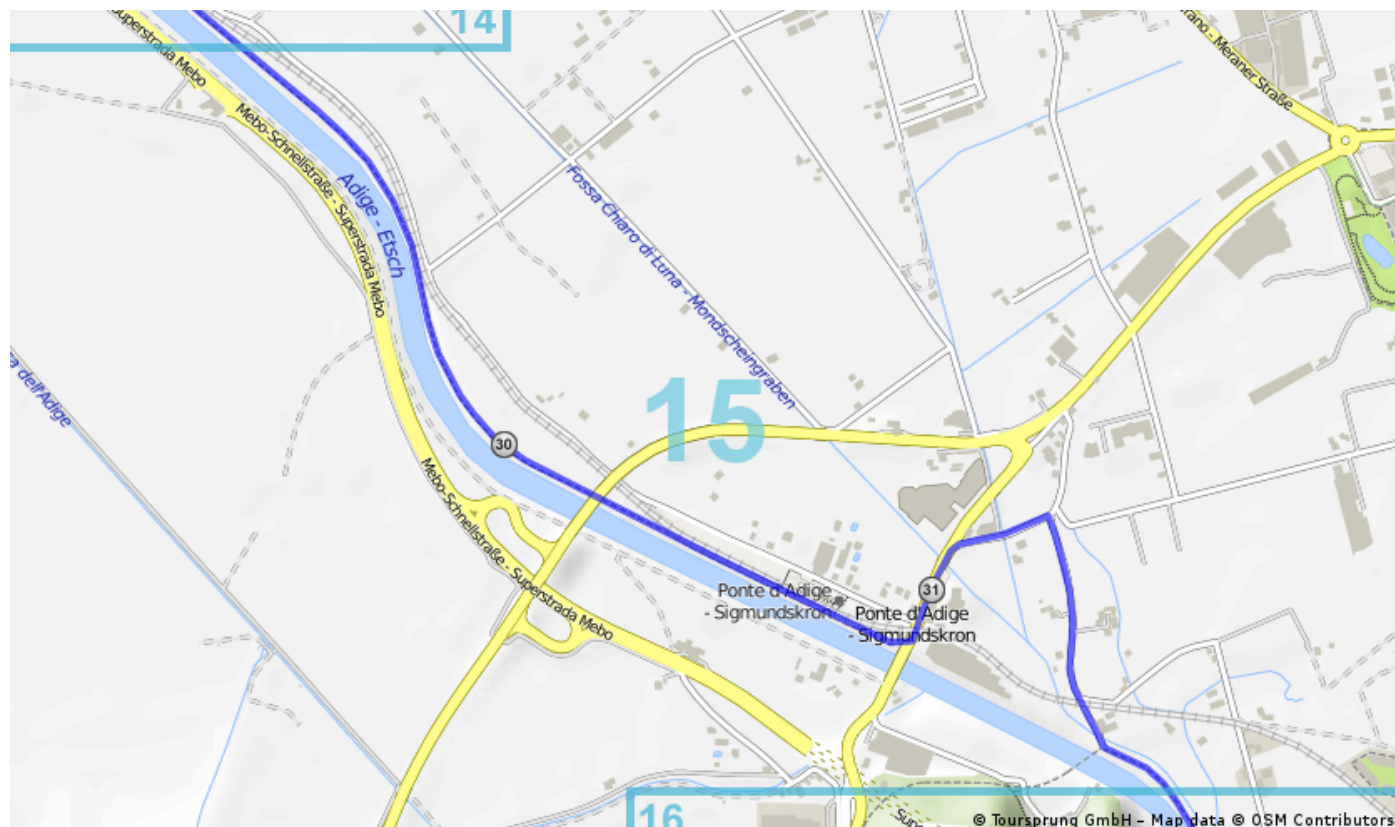 14
Superstrada Mebo
Mebo-Schnellstraße - Superstrada Mebo
Adige - Etsch
Fossa Chiaro di Luna - Mondscheingraben
rano - Meraner Straße
a dell'Adige
15
30
Mebo-Schnellstraße - Superstrada Mebo
Ponte d'Adige
- Sigmundskron
31
Ponte d'Adige
- Sigmundskron
16
Supe
© Toursprung GmbH – Map data © OSM Contributors